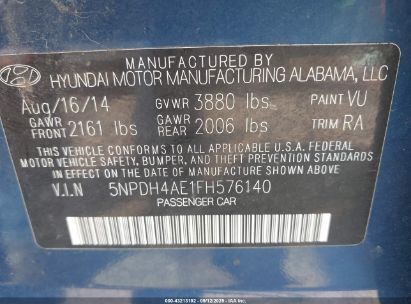 MANUFACTURED BY
HYUNDAI MOTOR MANUFACTURING ALABAMA, LLC
Aug/16/14 GVWR 3880 lbs PAINT VU
GAWR FRONT 2161 lbs GAWR REAR 2006 lbs TRIM RA
THIS VEHICLE CONFORMS TO ALL APPLICABLE U.S. FEDERAL
MOTOR VEHICLE SAFETY, BUMPER, AND THEFT PREVENTION STANDARDS
IN EFFECT ON THE DATE OF MANUFACTURE SHOWN ABOVE.
V.I.N 5NPDH4AE1FH576140
PASSENGER CAR